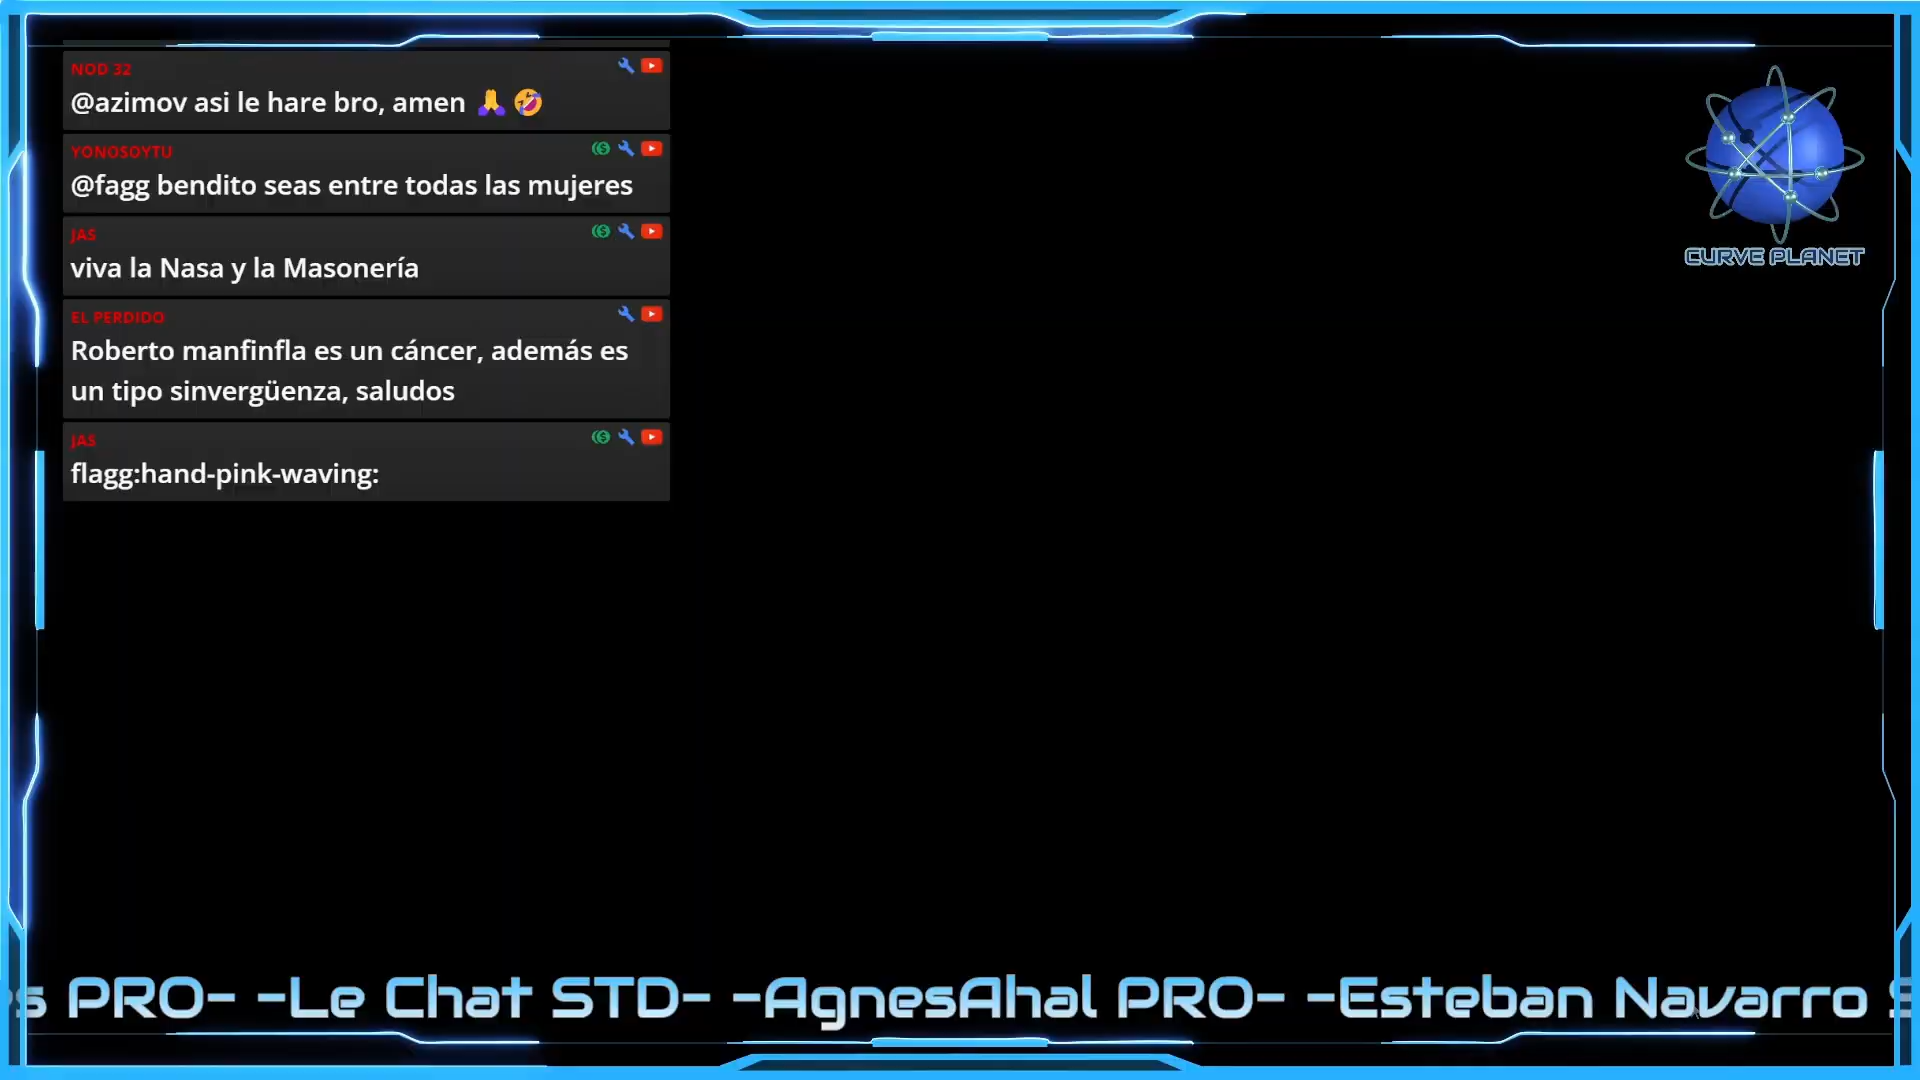 NOD 32
@azimov asi le hare bro, amen 🙏 🤣
YONOSOYTU
@fagg bendito seas entre todas las mujeres
JAS
viva la Nasa y la Masonería
EL PERDIDO
Roberto manfinfla es un cáncer, además es
un tipo sinvergüenza, saludos
JAS
flagg:hand-pink-waving:
CURVE PLANET
s PRO- -Le Chat STD- -AgnesAhal PRO- -Esteban Navarro S